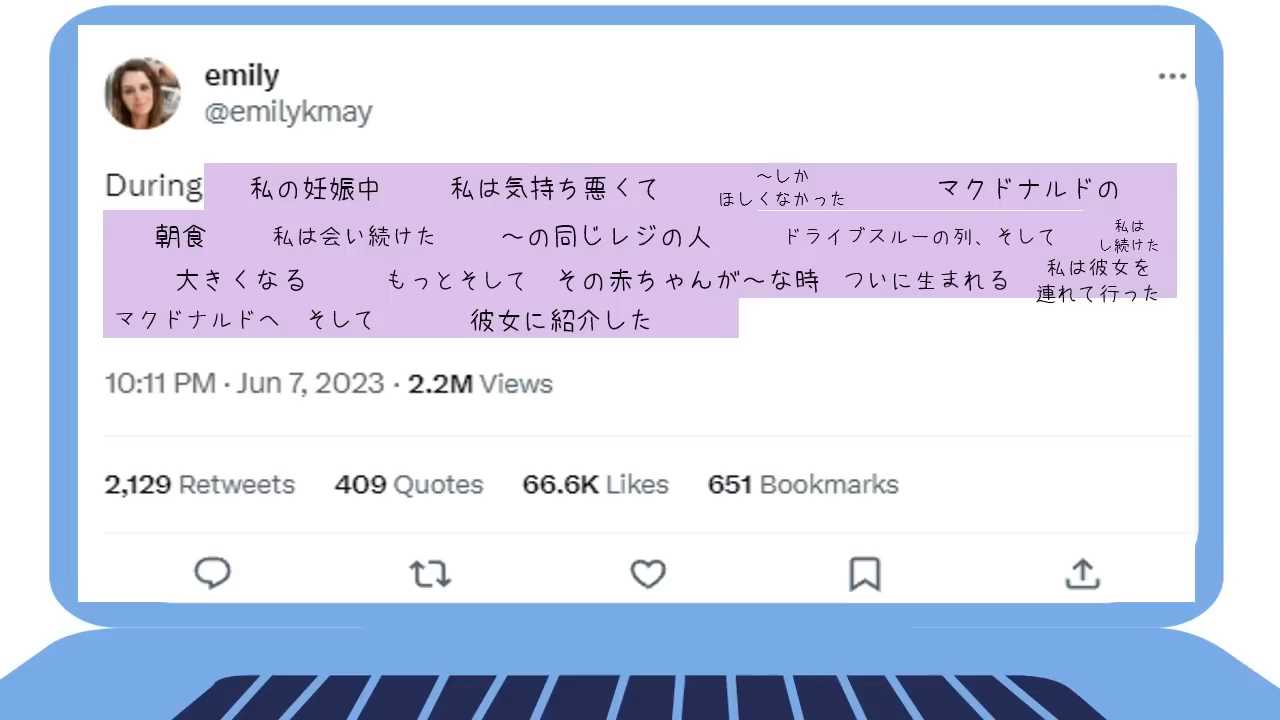 emily
@emilykmay
During 私の妊娠中 私は気持ち悪くて 〜しか ほしくなかった マクドナルドの
朝食 私は会い続けた 〜の同じレジの人 ドライブスルーの列、そして 私は し続けた
大きくなる もっとそして その赤ちゃんが〜な時 ついに生まれる 私は彼女を 連れて行った
マクドナルドへ そして 彼女に紹介した
10:11 PM · Jun 7, 2023 · 2.2M Views
2,129 Retweets 409 Quotes 66.6K Likes 651 Bookmarks